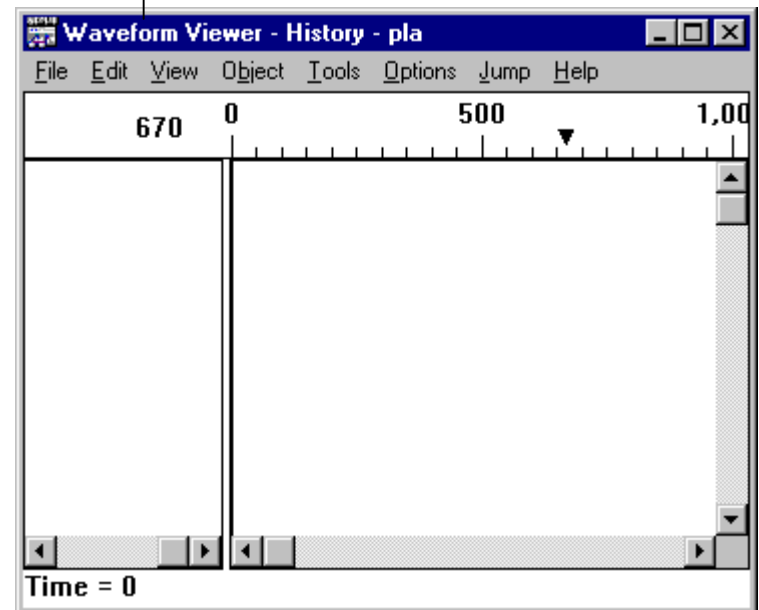 Waveform Viewer - History - pla
File Edit View Object Tools Options Jump Help
670 0 500 1,00
Time = 0